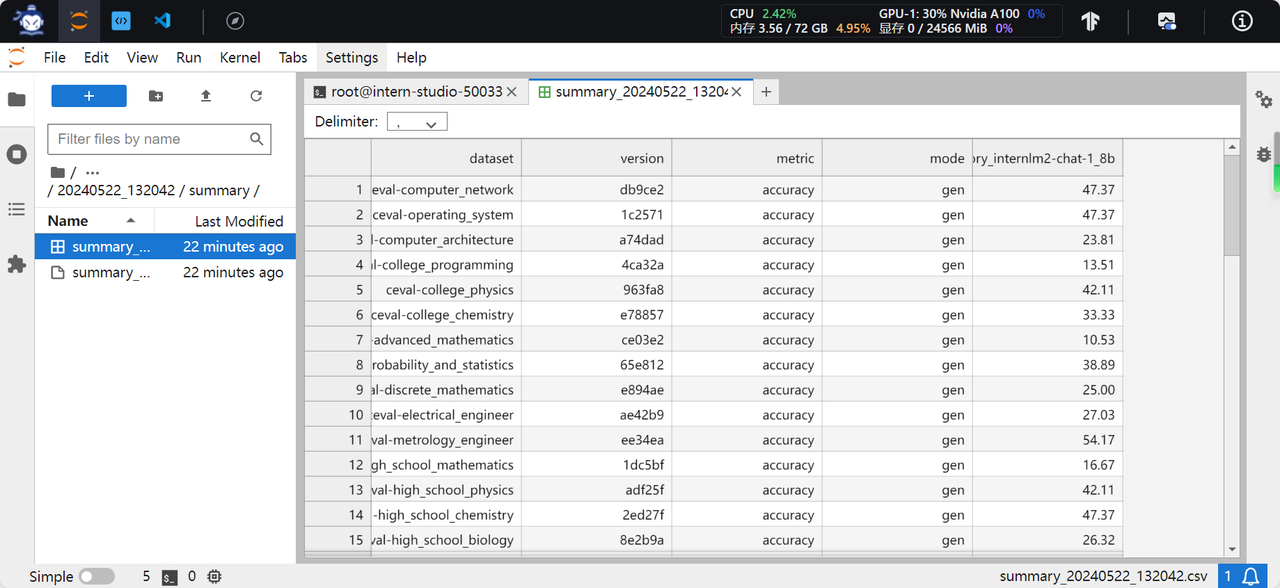 CPU 2.42% GPU-1: 30% Nvidia A100 0%
内存 3.56 / 72 GB 4.95% 显存 0 / 24566 MiB 0%
File Edit View Run Kernel Tabs Settings Help
root@intern-studio-50033 summary_20240522_13204
Delimiter: ,
Filter files by name
/ ...
/ 20240522_132042 / summary /
Name Last Modified
summary_... 22 minutes ago
summary_... 22 minutes ago
dataset version metric mode ory_internlm2-chat-1_8b
1 eval-computer_network db9ce2 accuracy gen 47.37
2 ceval-operating_system 1c2571 accuracy gen 47.37
3 l-computer_architecture a74dad accuracy gen 23.81
4 al-college_programming 4ca32a accuracy gen 13.51
5 ceval-college_physics 963fa8 accuracy gen 42.11
6 ceval-college_chemistry e78857 accuracy gen 33.33
7 -advanced_mathematics ce03e2 accuracy gen 10.53
8 robability_and_statistics 65e812 accuracy gen 38.89
9 al-discrete_mathematics e894ae accuracy gen 25.00
10 ceval-electrical_engineer ae42b9 accuracy gen 27.03
11 val-metrology_engineer ee34ea accuracy gen 54.17
12 igh_school_mathematics 1dc5bf accuracy gen 16.67
13 val-high_school_physics adf25f accuracy gen 42.11
14 -high_school_chemistry 2ed27f accuracy gen 47.37
15 val-high_school_biology 8e2b9a accuracy gen 26.32
Simple 5 0 summary_20240522_132042.csv 1